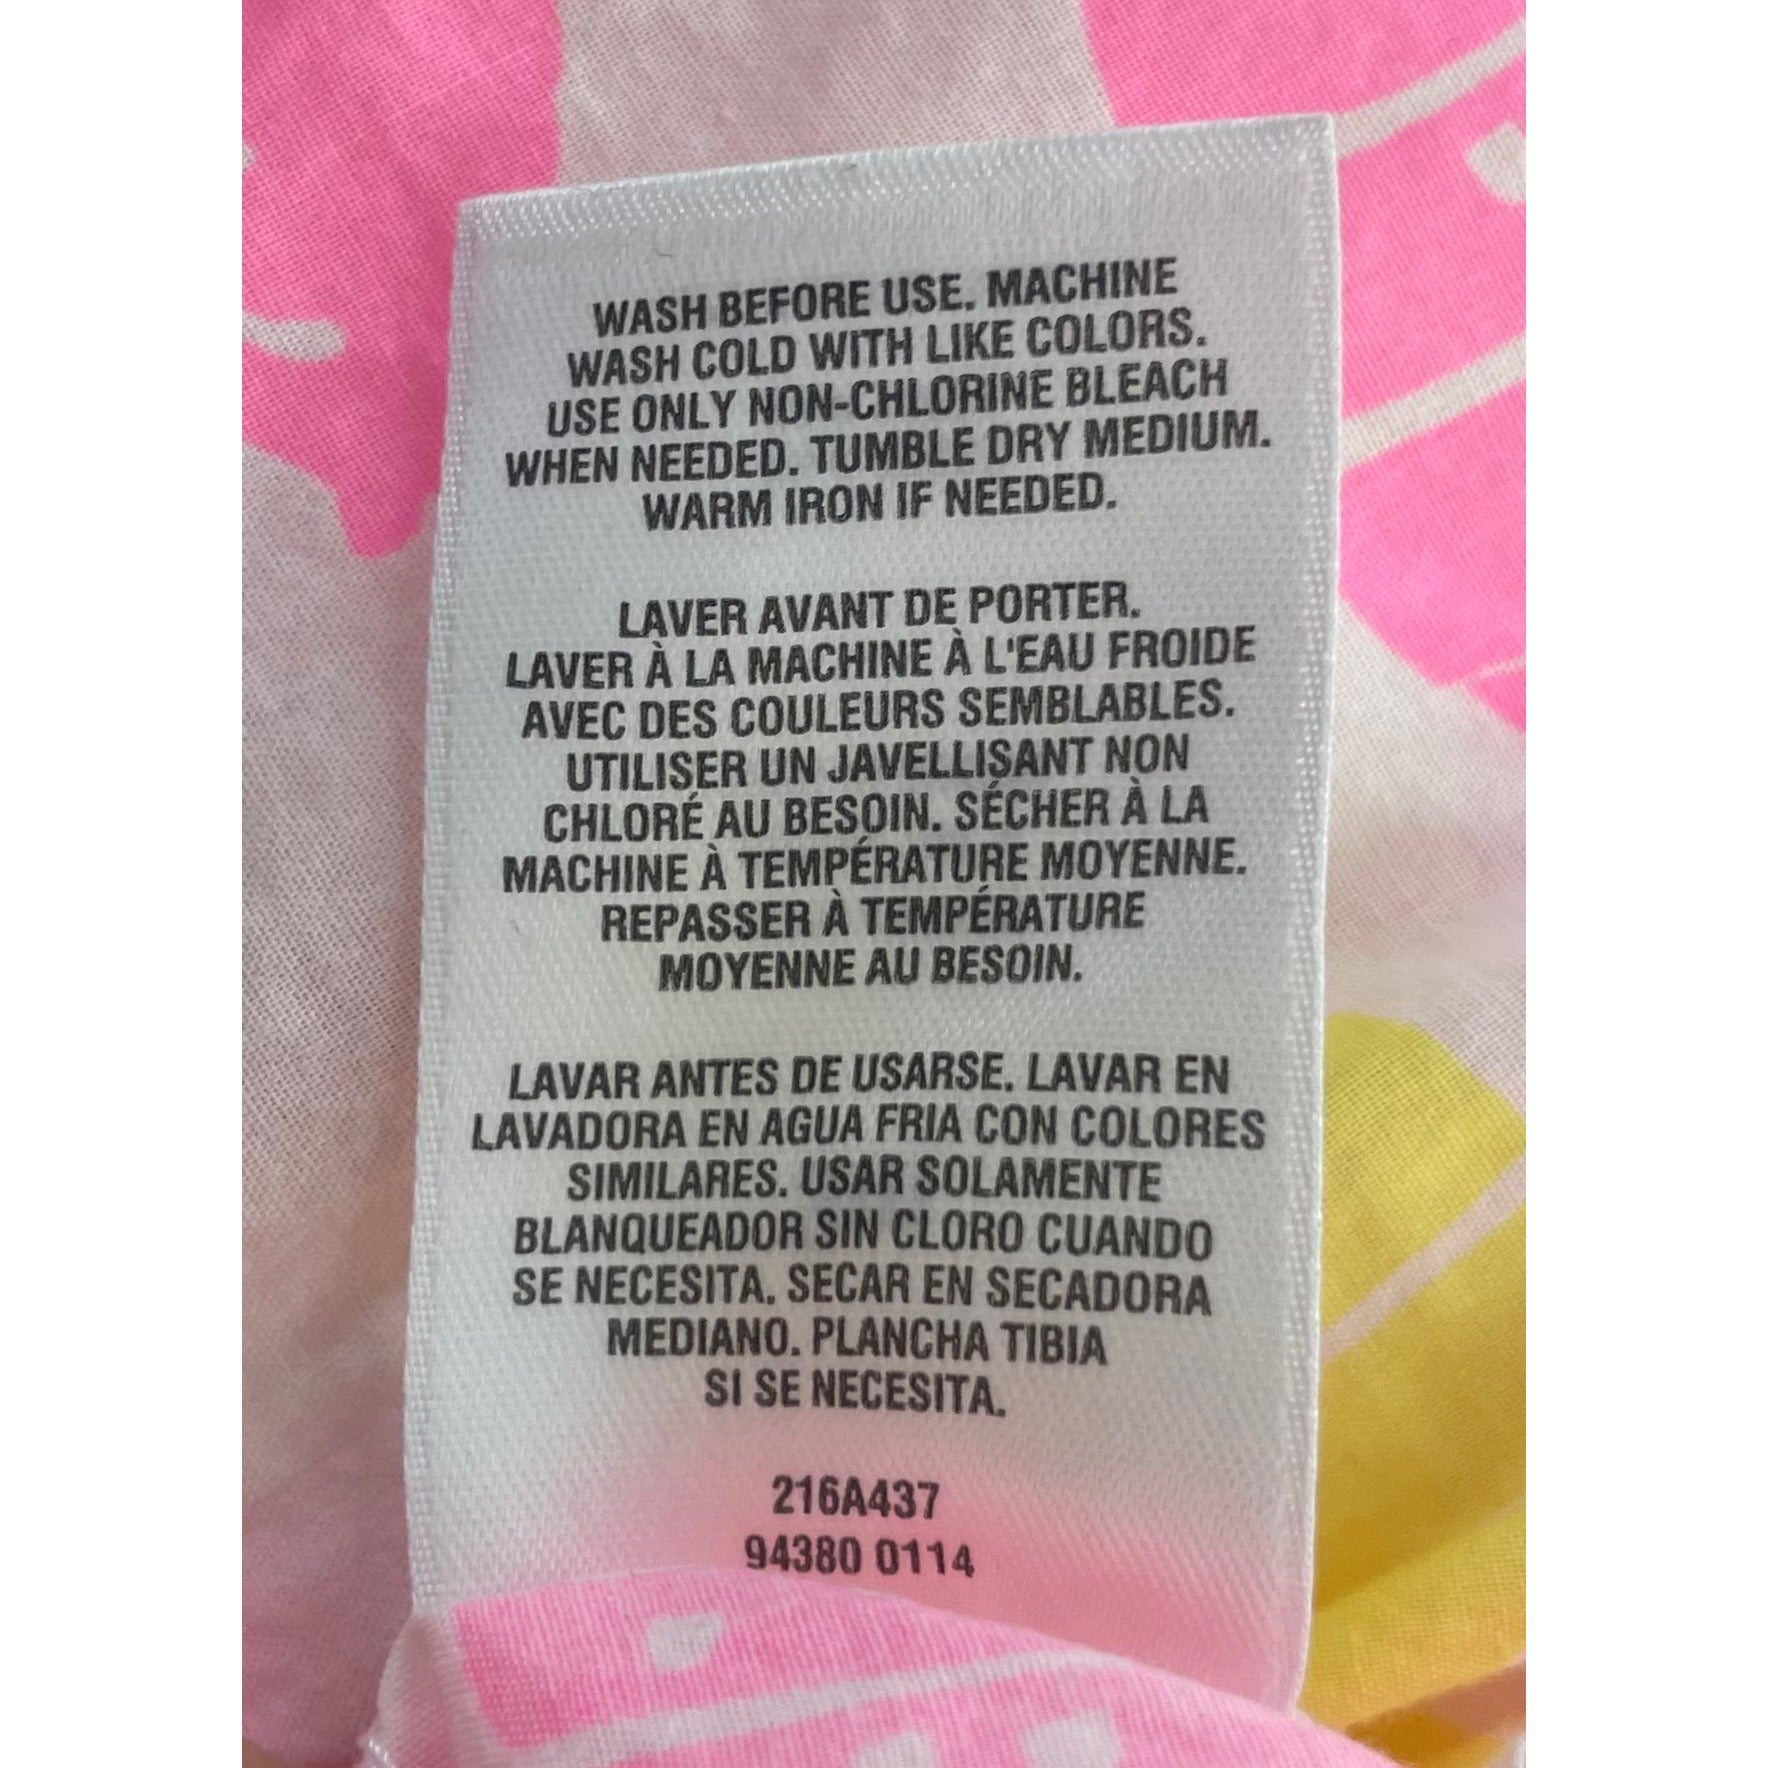 WASH BEFORE USE. MACHINE
WASH COLD WITH LIKE COLORS.
USE ONLY NON-CHLORINE BLEACH
WHEN NEEDED. TUMBLE DRY MEDIUM.
WARM IRON IF NEEDED.
LAVER AVANT DE PORTER.
LAVER À LA MACHINE À L'EAU FROIDE
AVEC DES COULEURS SEMBLABLES.
UTILISER UN JAVELLISANT NON
CHLORÉ AU BESOIN. SÉCHER À LA
MACHINE À TEMPÉRATURE MOYENNE.
REPASSER À TEMPÉRATURE
MOYENNE AU BESOIN.
LAVAR ANTES DE USARSE. LAVAR EN
LAVADORA EN AGUA FRIA CON COLORES
SIMILARES. USAR SOLAMENTE
BLANQUEADOR SIN CLORO CUANDO
SE NECESITA. SECAR EN SECADORA
MEDIANO. PLANCHA TIBIA
SI SE NECESITA.
216A437
94380 0114